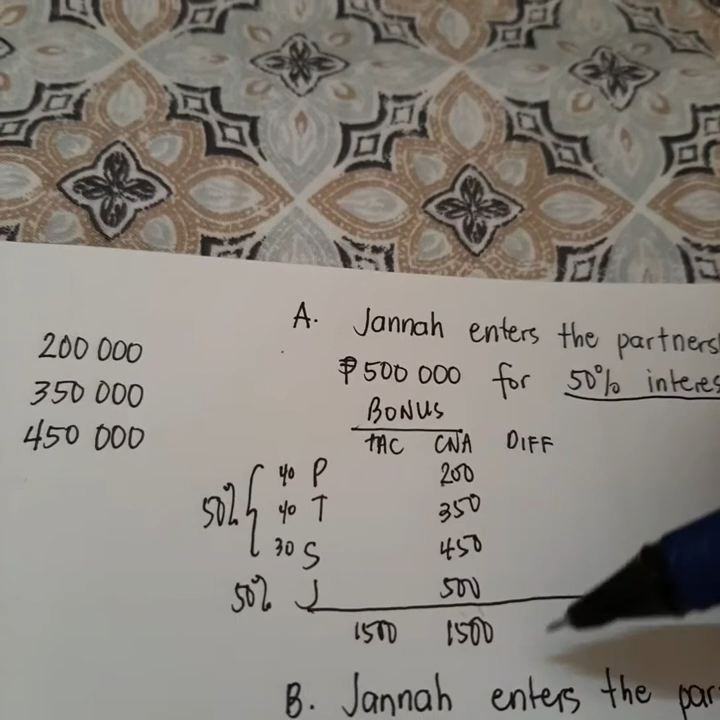 A. Jannah enters the partners
200 000
₱500 000 for 50% interes
350 000
BONUS
450 000
TAC CNA DIFF
40 P 200
50% { 40 T 350
30 S 450
50% J 500
1500 1500
B. Jannah enters the par